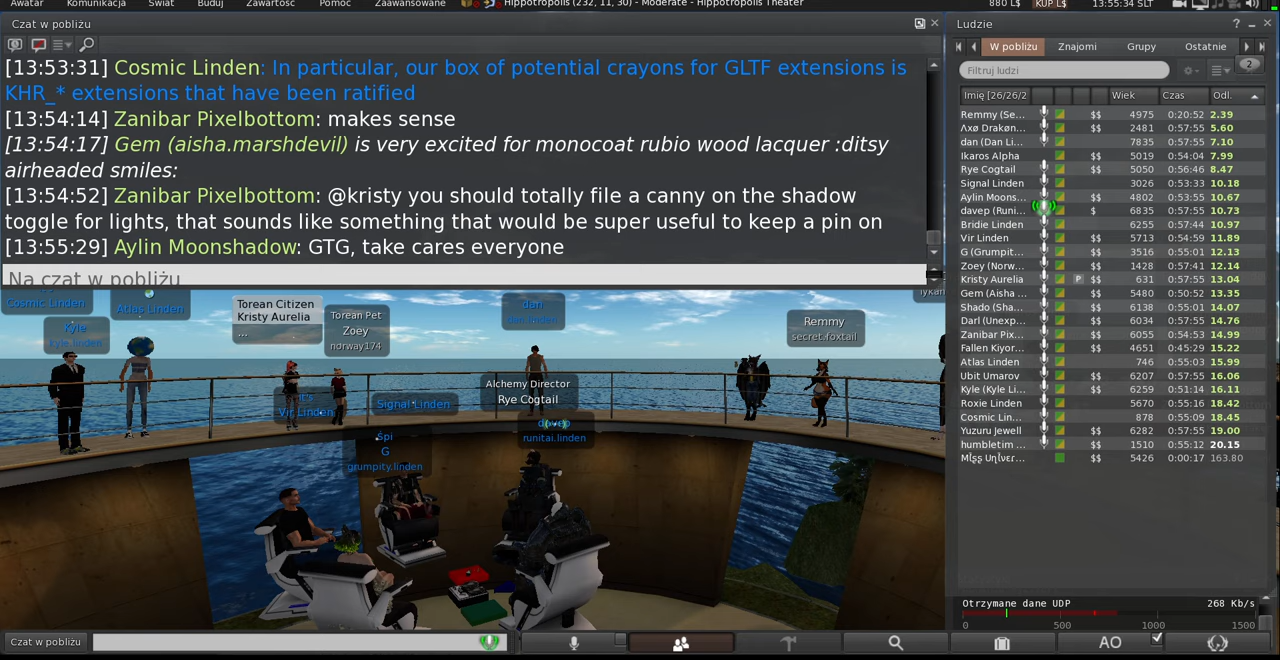 Awatar Komunikacja Świat Buduj Zawartość Pomoc Zaawansowane Hippotropolis (232, 11, 30) - Moderate - Hippotropolis Theater 880 L$ KUP L$ 13:55:34 SLT
Czat w pobliżu
[13:53:31] Cosmic Linden: In particular, our box of potential crayons for GLTF extensions is
KHR_* extensions that have been ratified
[13:54:14] Zanibar Pixelbottom: makes sense
[13:54:17] Gem (aisha.marshdevil) is very excited for monocoat rubio wood lacquer :ditsy
airheaded smiles:
[13:54:52] Zanibar Pixelbottom: @kristy you should totally file a canny on the shadow
toggle for lights, that sounds like something that would be super useful to keep a pin on
[13:55:29] Aylin Moonshadow: GTG, take cares everyone
Na czat w pobliżu
Cosmic Linden
Atlas Linden
Kyle
kyle.linden
Torean Citizen
Kristy Aurelia
...
Torean Pet
Zoey
norway174
dan
dan.linden
Remmy
secret.foxtail
Vir Linden
Signal Linden
Alchemy Director
Rye Cogtail
davep
runitai.linden
Śpi
G
grumpity.linden
Czat w pobliżu
Ludzie
W pobliżu Znajomi Grupy Ostatnie
Filtruj ludzi
2
Imię [26/26/2 Wiek Czas Odl.
Remmy (Se... $$ 4975 0:20:52 2.39
Λxø Drakøn... $$ 2481 0:57:55 5.60
dan (Dan Li... 7835 0:57:55 7.10
Ikaros Alpha $$ 5019 0:54:04 7.99
Rye Cogtail $$ 5050 0:56:46 8.47
Signal Linden 3026 0:53:33 10.18
Aylin Moons... $$ 4802 0:53:55 10.67
davep (Runi... $ 6835 0:57:55 10.73
Bridie Linden 6255 0:57:44 10.97
Vir Linden $$ 5713 0:54:59 11.89
G (Grumpit... $$ 3516 0:55:01 12.13
Zoey (Norw... $$ 1428 0:57:41 12.14
Kristy Aurelia P $$ 631 0:57:55 13.04
Gem (Aisha ... $$ 5480 0:50:52 13.35
Shado (Sha... $$ 6138 0:55:01 14.07
Darl (Unexp... $$ 6034 0:57:58 14.76
Zanibar Pix... $$ 6055 0:54:53 14.99
Fallen Kiyor... $$ 4651 0:45:29 15.22
Atlas Linden 746 0:55:03 15.99
Ubit Umarov $$ 6207 0:57:55 16.06
Kyle (Kyle Li... $$ 6259 0:51:14 16.11
Roxie Linden 5670 0:55:16 18.42
Cosmic Lin... 878 0:55:09 18.45
Yuzuru Jewell $$ 6282 0:57:55 19.00
humbletim ... $$ 1510 0:55:12 20.15
$$ 5426 0:00:17 163.80
Otrzymane dane UDP 268 Kb/s
0 500 1000 1500
AO